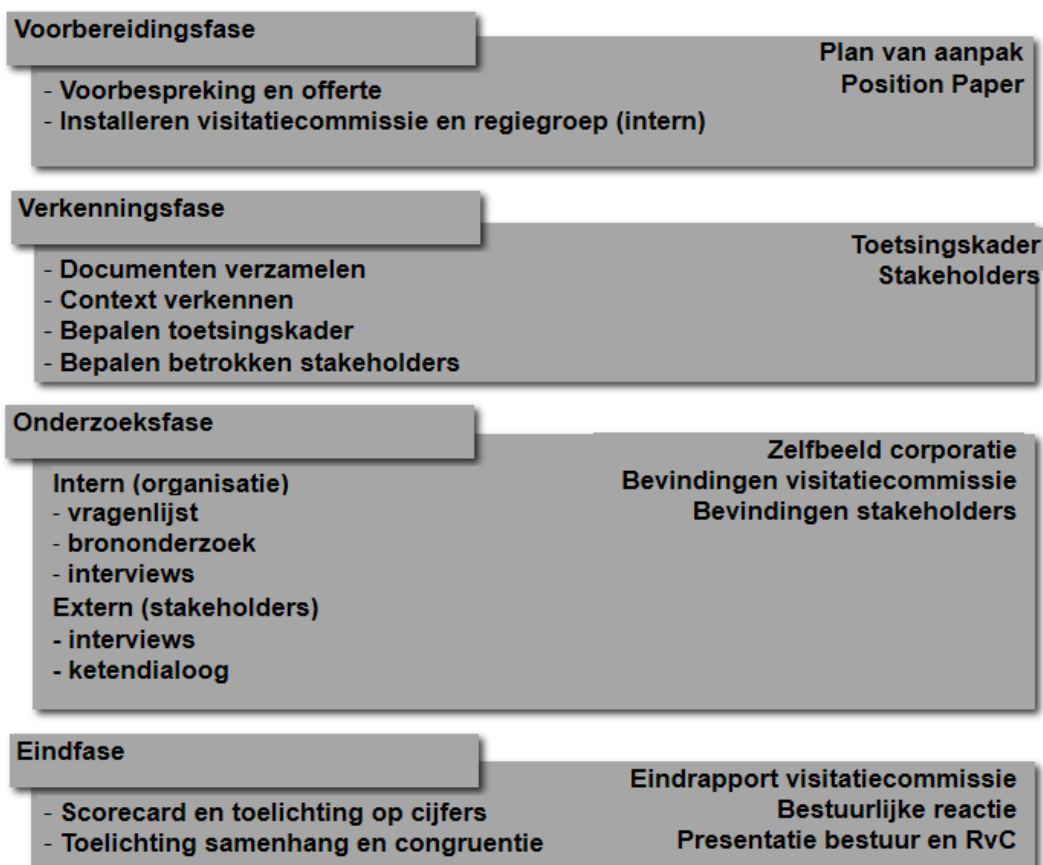 Voorbereidingsfase
Plan van aanpak
Position Paper
- Voorbespreking en offerte
- Installeren visitatiecommissie en regiegroep (intern)
Verkenningsfase
Toetsingskader
Stakeholders
- Documenten verzamelen
- Context verkennen
- Bepalen toetsingskader
- Bepalen betrokken stakeholders
Onderzoeksfase
Zelfbeeld corporatie
Bevindingen visitatiecommissie
Bevindingen stakeholders
Intern (organisatie)
- vragenlijst
- brononderzoek
- interviews
Extern (stakeholders)
- interviews
- ketendialoog
Eindfase
Eindrapport visitatiecommissie
Bestuurlijke reactie
Presentatie bestuur en RvC
- Scorecard en toelichting op cijfers
- Toelichting samenhang en congruentie